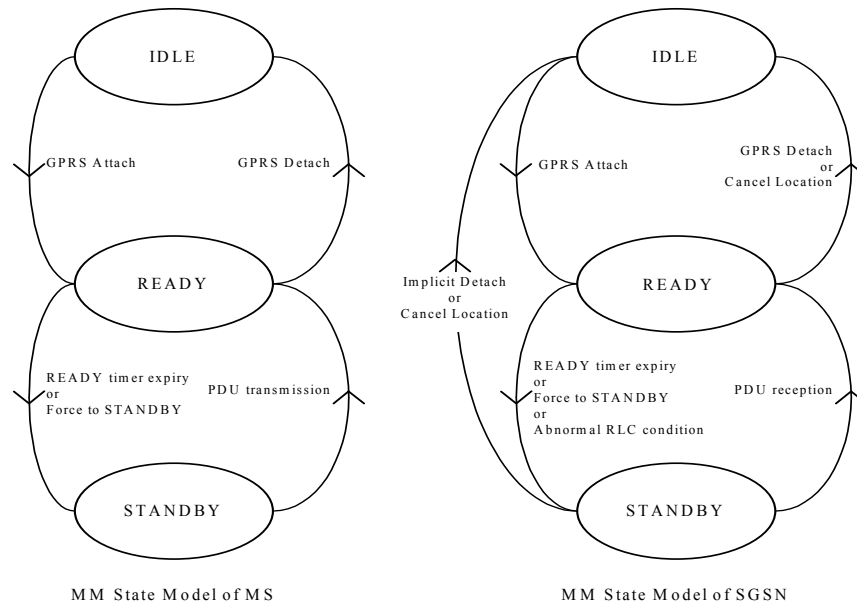 IDLE
GPRS Attach
GPRS Detach
READY
READY timer expiry
or
Force to STANDBY
PDU transmission
STANDBY
MM State Model of MS
IDLE
GPRS Attach
GPRS Detach
or
Cancel Location
Implicit Detach
or
Cancel Location
READY
READY timer expiry
or
Force to STANDBY
or
Abnormal RLC condition
PDU reception
STANDBY
MM State Model of SGSN